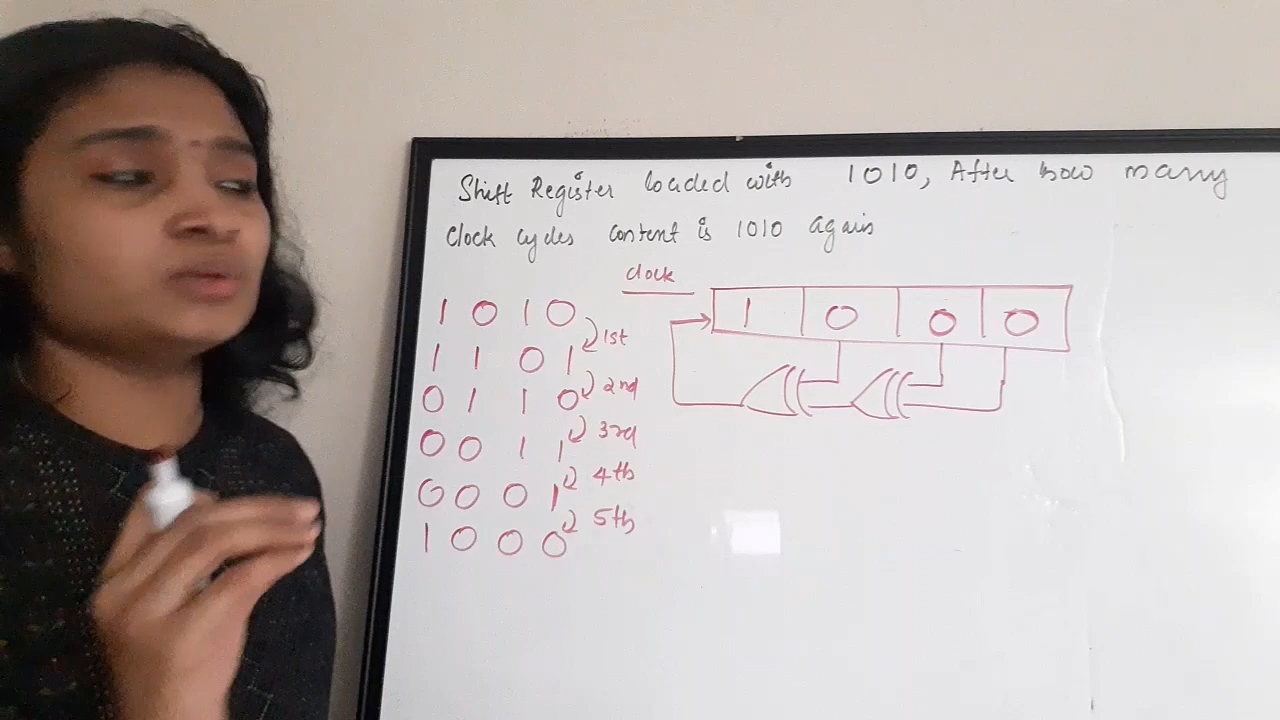 Shift Register loaded with 1010, After how many
Clock cycles content is 1010 again
clock
1 0 1 0
1st
1 1 0 1
2nd
0 1 1 0
3rd
0 0 1 1
4th
0 0 0 1
5th
1 0 0 0
1 0 0 0